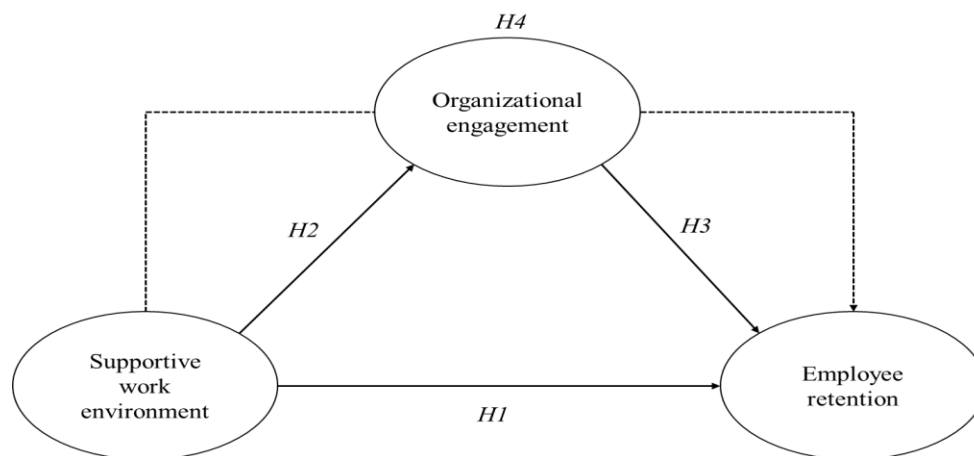 H4
Organizational
engagement
H2
H3
Supportive
work
environment
Employee
retention
H1